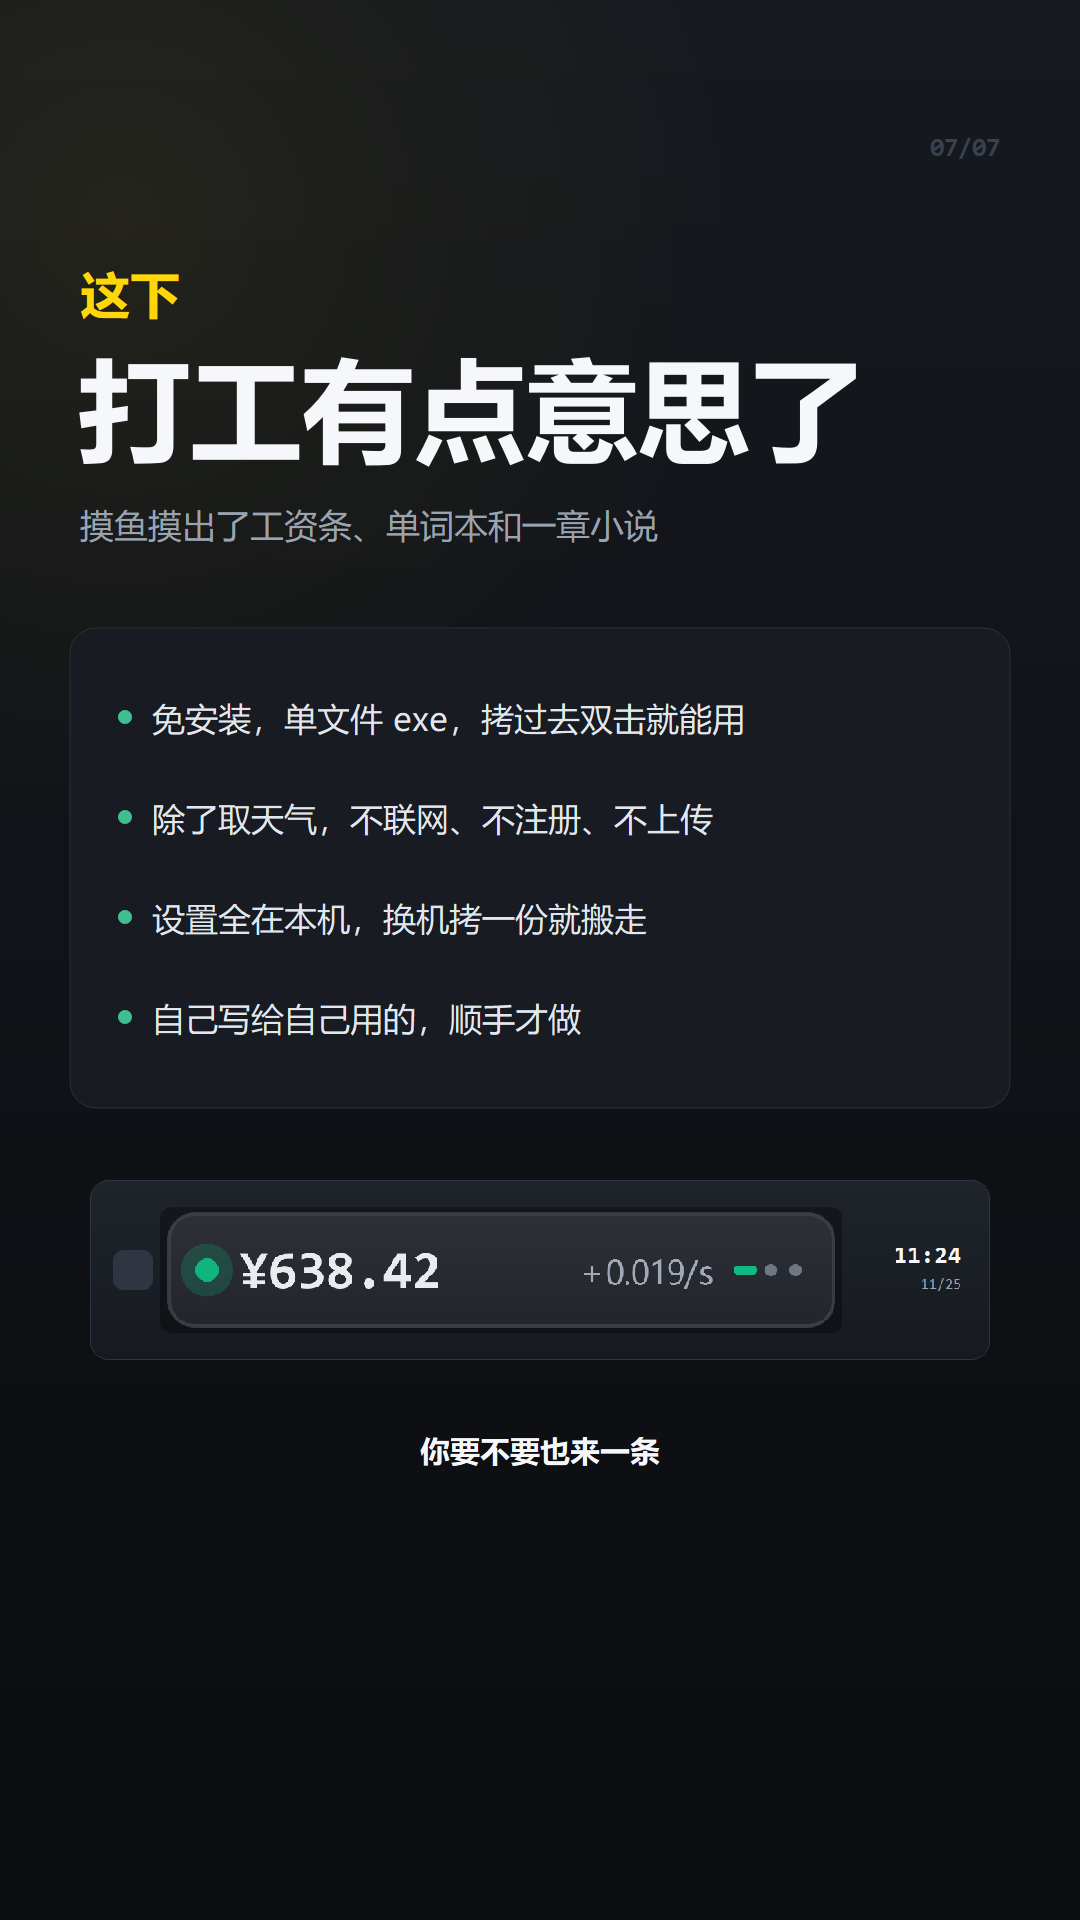 07/07
这下
打工有点意思了
摸鱼摸出了工资条、单词本和一章小说
免安装，单文件 exe，拷过去双击就能用
除了取天气，不联网、不注册、不上传
设置全在本机，换机拷一份就搬走
自己写给自己用的，顺手才做
¥638.42 +0.019/s
11:24
11/25
你要不要也来一条